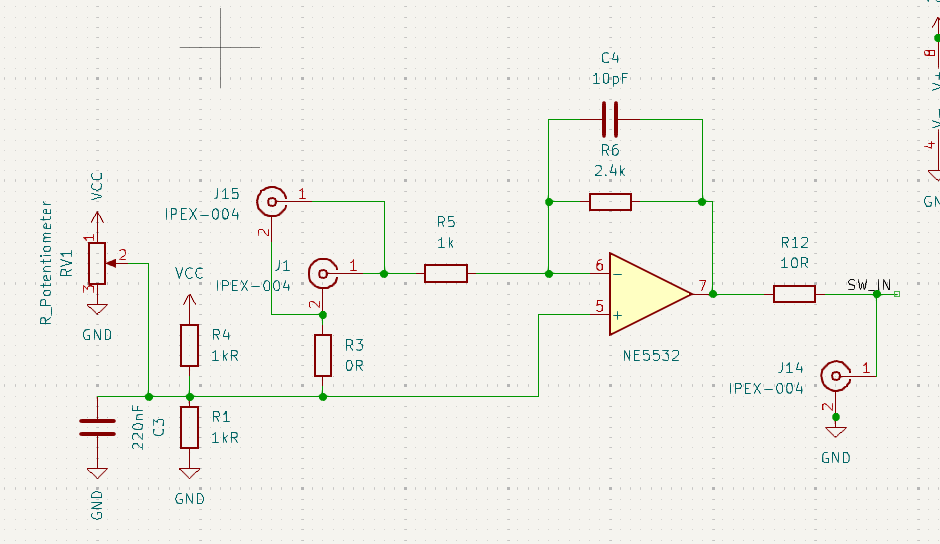 C4
10pF
R6
2.4k
VCC
J15
IPEX-004
1
2
R5
1k
R_Potentiometer
RV1
1
2
3
GND
VCC
J1
IPEX-004
1
2
R4
1kR
R3
0R
6
5
7
NE5532
R12
10R
SW_IN
J14
IPEX-004
1
2
GND
220nF
C3
GND
R1
1kR
GND
8
V+
V-
4